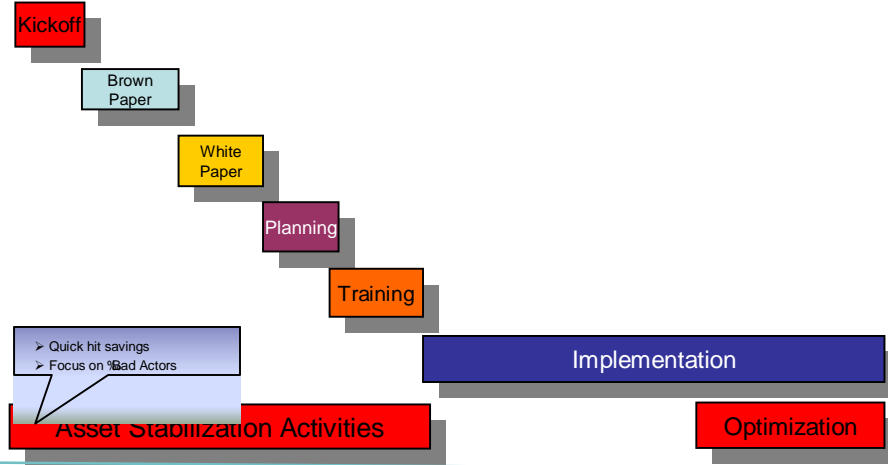 Kickoff
Brown
Paper
White
Paper
Planning
Training
Quick hit savings
Focus on Bad Actors
Implementation
Asset Stabilization Activities
Optimization